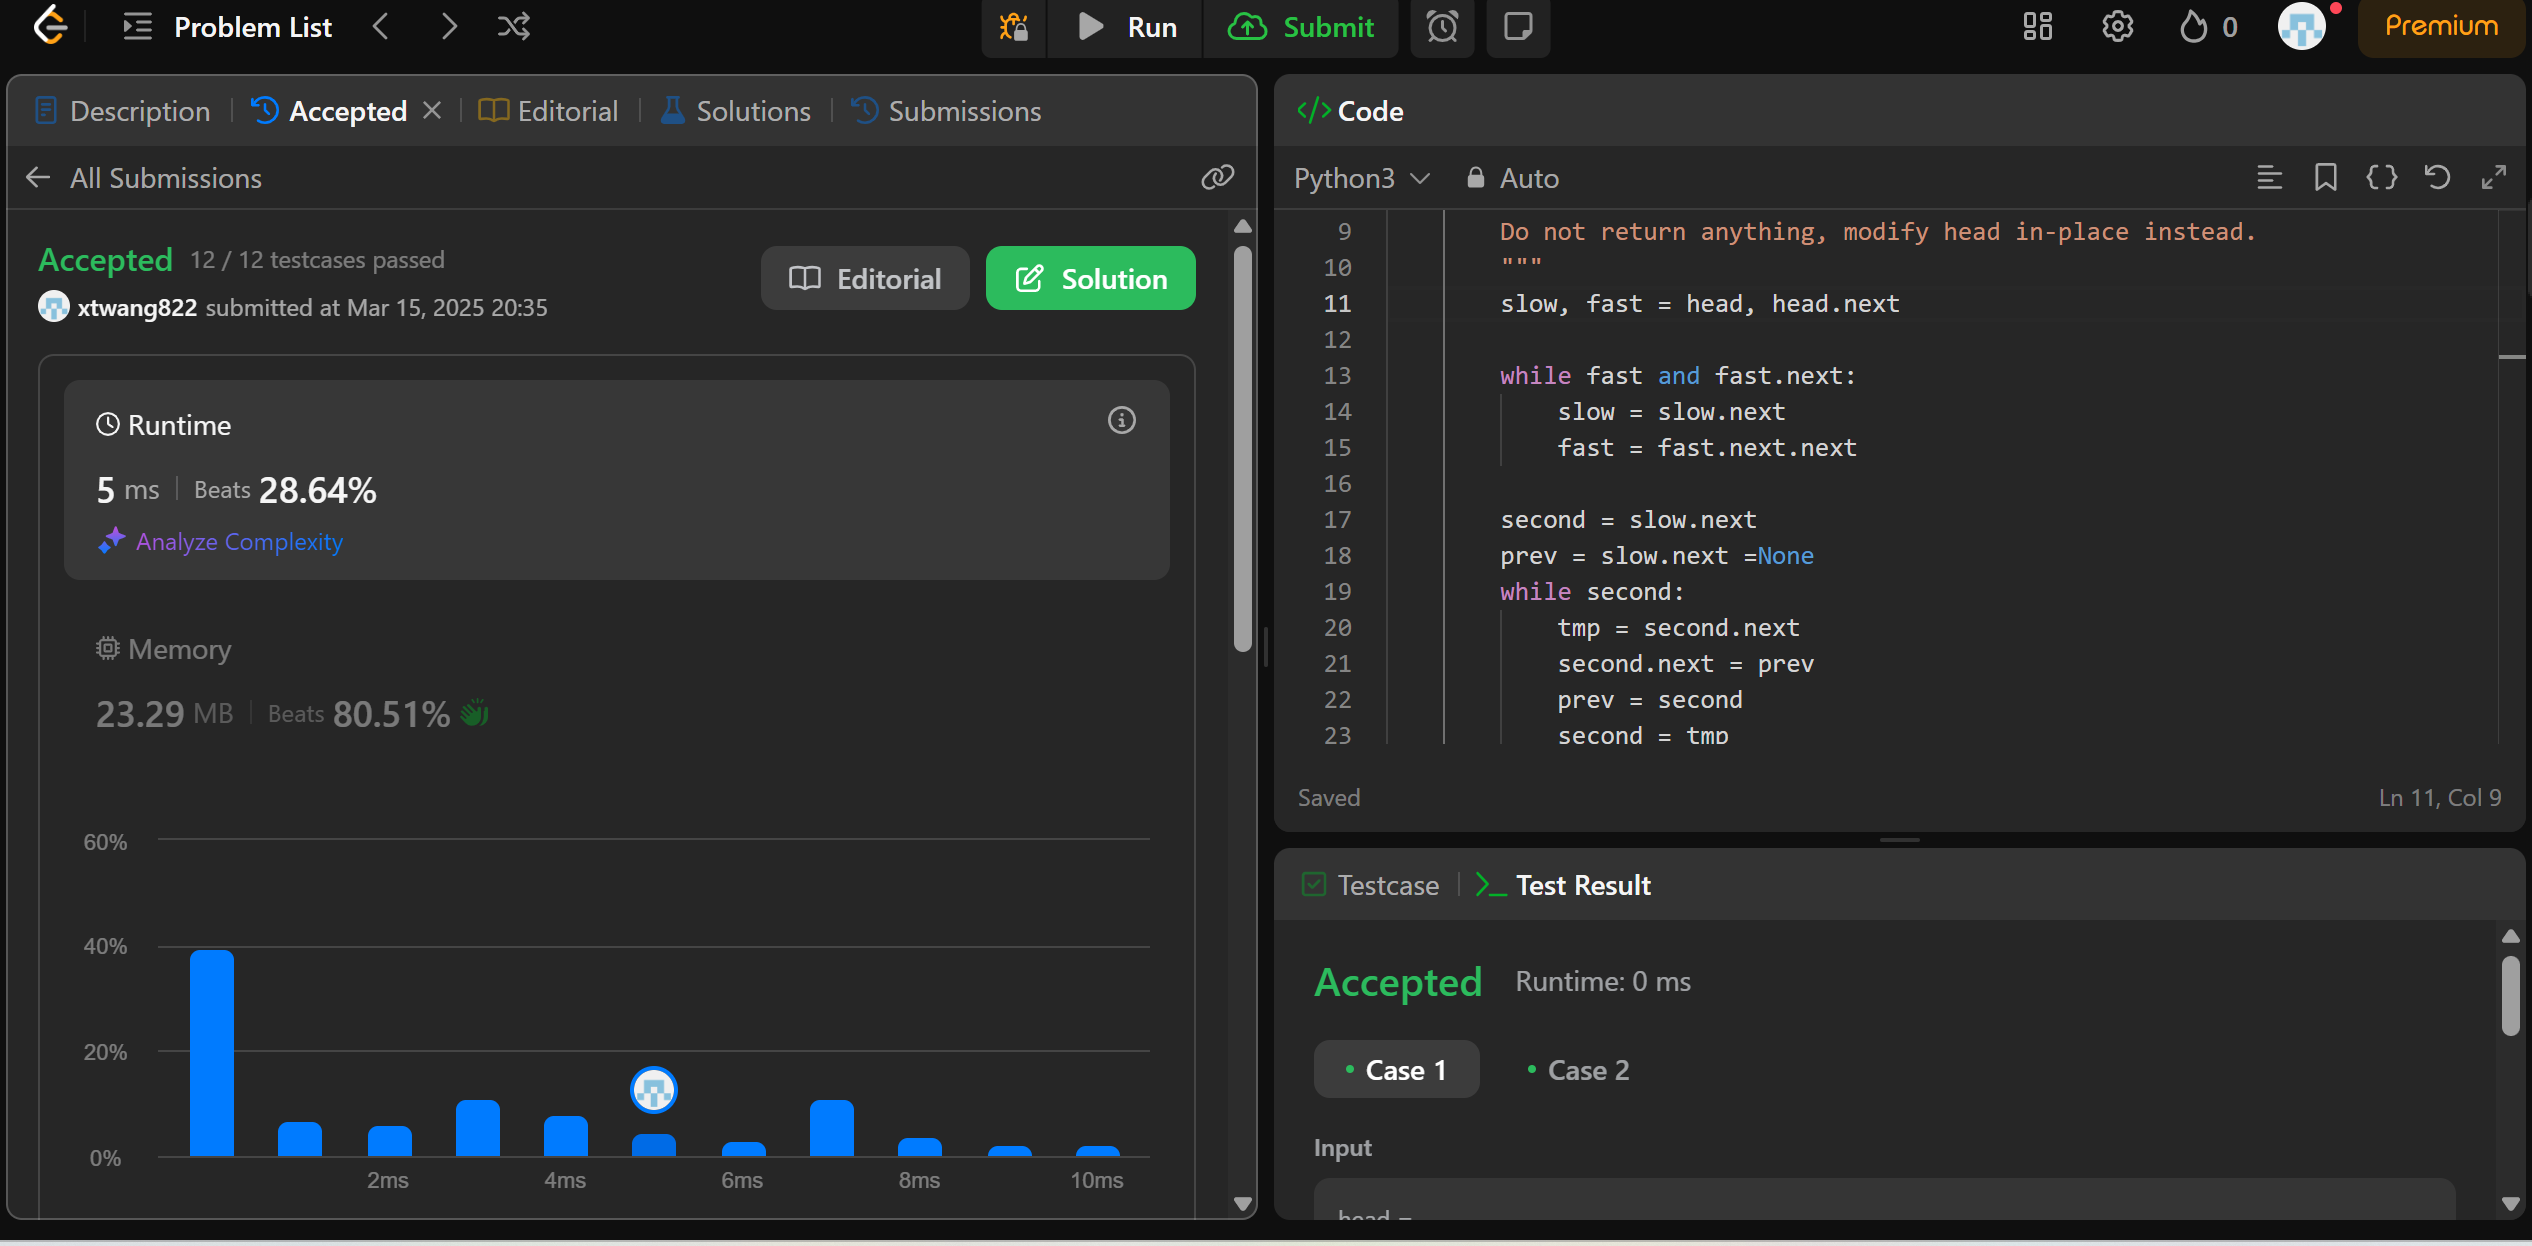 Problem List
Run
Submit
0
Premium
Description
Accepted
Editorial
Solutions
Submissions
All Submissions
Accepted 12 / 12 testcases passed
xtwang822 submitted at Mar 15, 2025 20:35
Editorial
Solution
Runtime
5 ms Beats 28.64%
Analyze Complexity
Memory
23.29 MB Beats 80.51%
60%
40%
20%
0%
2ms 4ms 6ms 8ms 10ms
</> Code
Python3 Auto
9 Do not return anything, modify head in-place instead.
10 """
11 slow, fast = head, head.next
12
13 while fast and fast.next:
14 slow = slow.next
15 fast = fast.next.next
16
17 second = slow.next
18 prev = slow.next =None
19 while second:
20 tmp = second.next
21 second.next = prev
22 prev = second
23 second = tmp
Saved
Ln 11, Col 9
Testcase
Test Result
Accepted Runtime: 0 ms
Case 1 Case 2
Input
head =